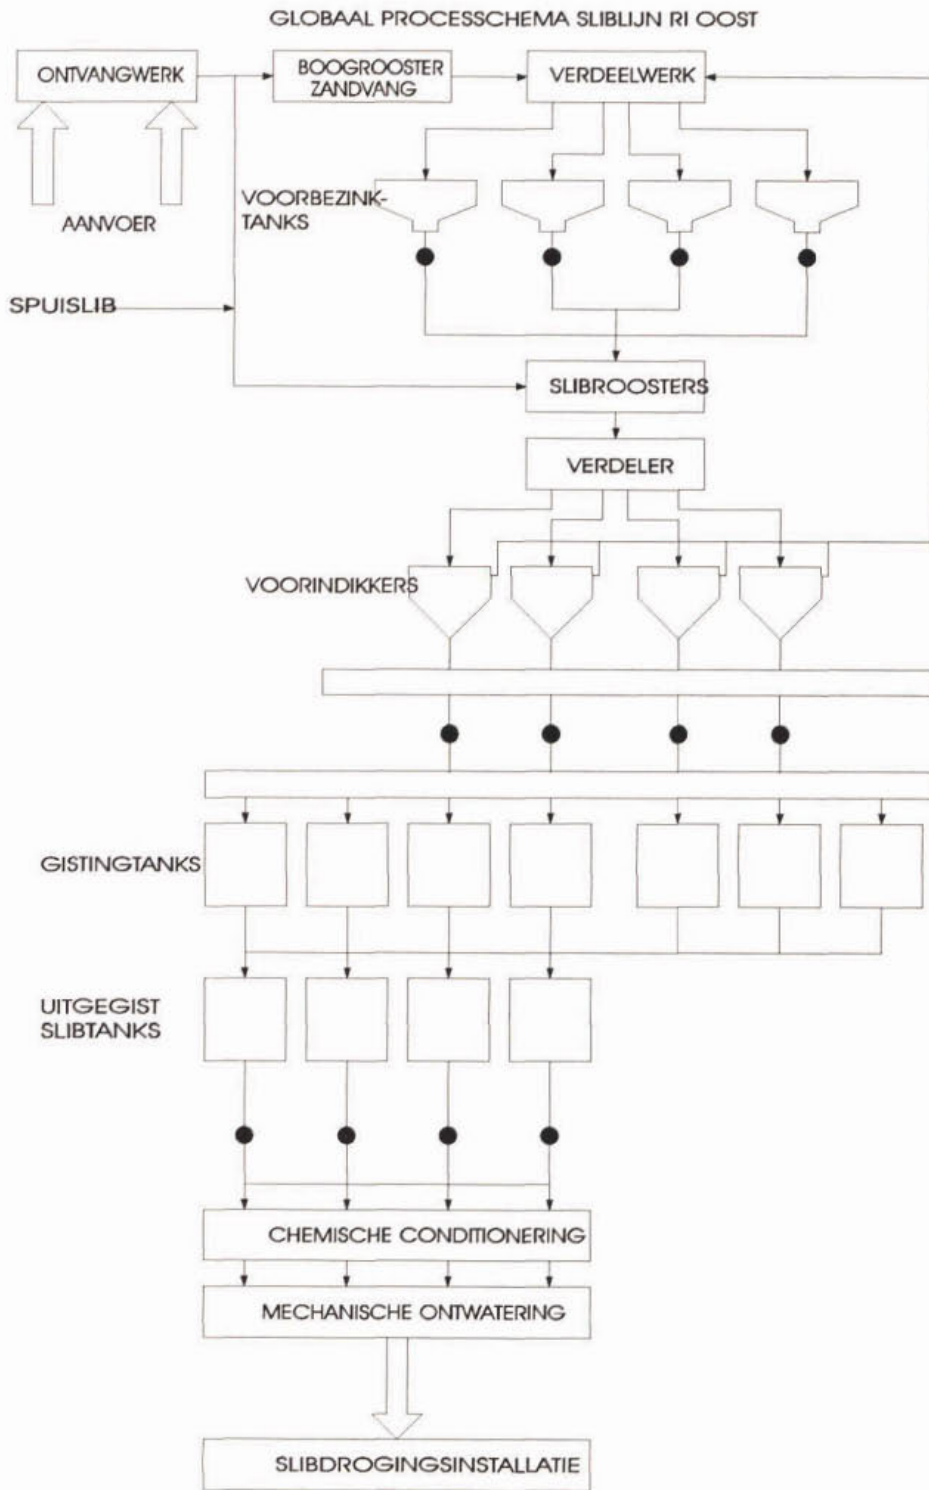 GLOBAAL PROCESSCHEMA SLIBLIJN RI OOST
ONTVANGWERK
BOOGROOSTER
ZANDVANG
VERDEELWERK
AANVOER
VOORBEZINK-
TANKS
SPUISLIB
SLIBROOSTERS
VERDELER
VOORINDIKKERS
GISTINGTANKS
UITGEGIST
SLIBTANKS
CHEMISCHE CONDITIONERING
MECHANISCHE ONTWATERING
SLIBDROGINGSINSTALLATIE